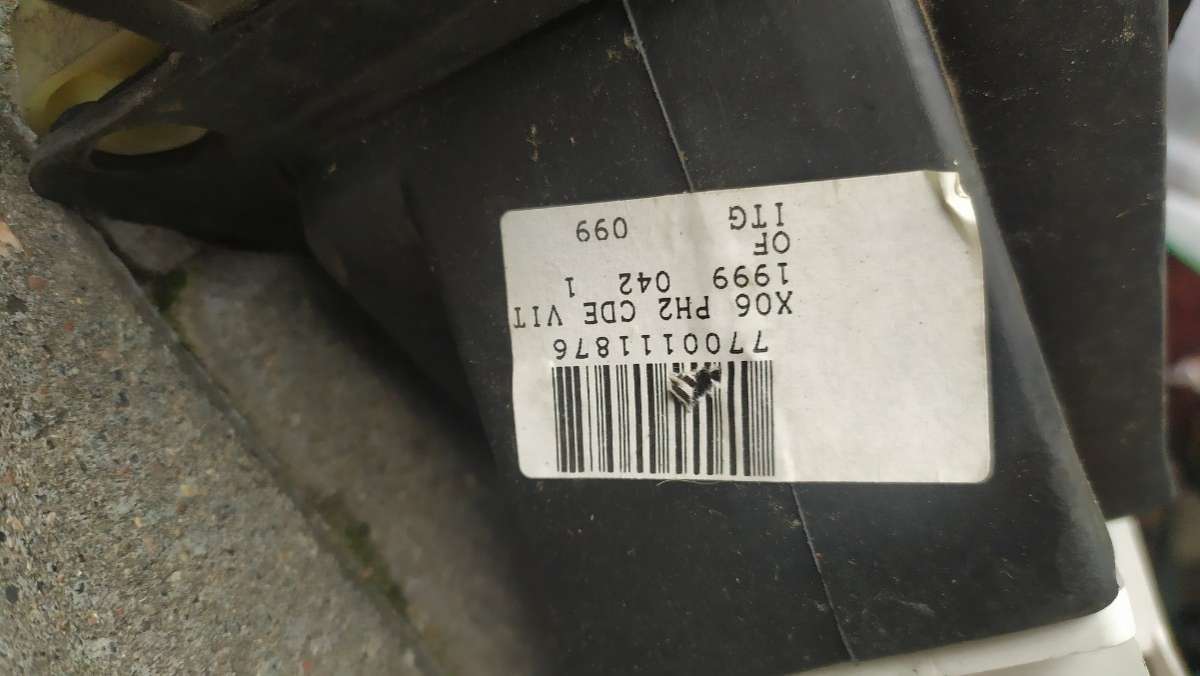 7700111876
X06 PH2 CDE VIT
1999 042 1
OF
ITG 099